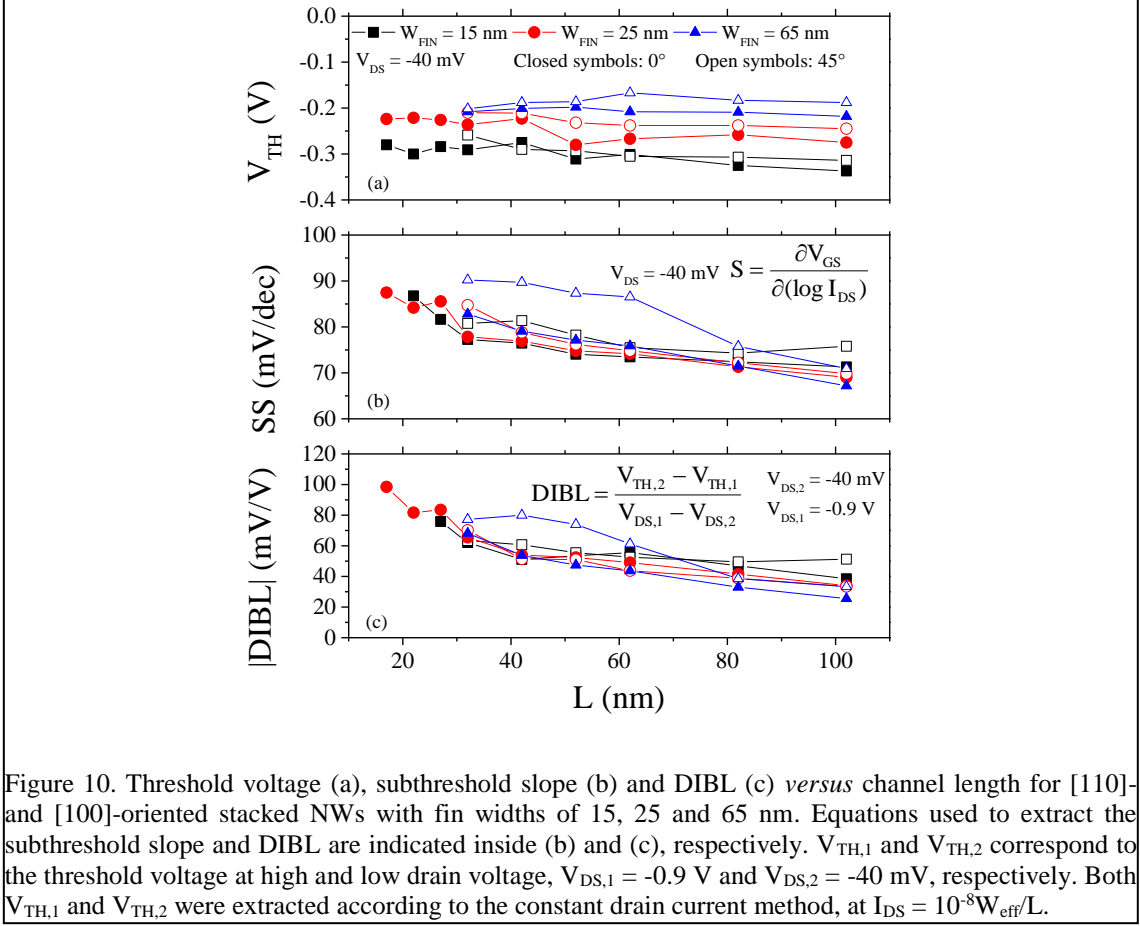 0.0
W_FIN = 15 nm W_FIN = 25 nm W_FIN = 65 nm
V_DS = -40 mV Closed symbols: 0° Open symbols: 45°
-0.1
-0.2
-0.3
-0.4
V_TH (V)
(a)
100
90
80
70
60
SS (mV/dec)
V_DS = -40 mV S = ∂V_GS / ∂(log I_DS)
(b)
120
100
80
60
40
20
0
|DIBL| (mV/V)
DIBL = (V_TH,2 − V_TH,1) / (V_DS,1 − V_DS,2)
V_DS,2 = -40 mV
V_DS,1 = -0.9 V
(c)
20 40 60 80 100
L (nm)
Figure 10. Threshold voltage (a), subthreshold slope (b) and DIBL (c) versus channel length for [110]-
and [100]-oriented stacked NWs with fin widths of 15, 25 and 65 nm. Equations used to extract the
subthreshold slope and DIBL are indicated inside (b) and (c), respectively. V_TH,1 and V_TH,2 correspond to
the threshold voltage at high and low drain voltage, V_DS,1 = -0.9 V and V_DS,2 = -40 mV, respectively. Both
V_TH,1 and V_TH,2 were extracted according to the constant drain current method, at I_DS = 10^-8W_eff/L.